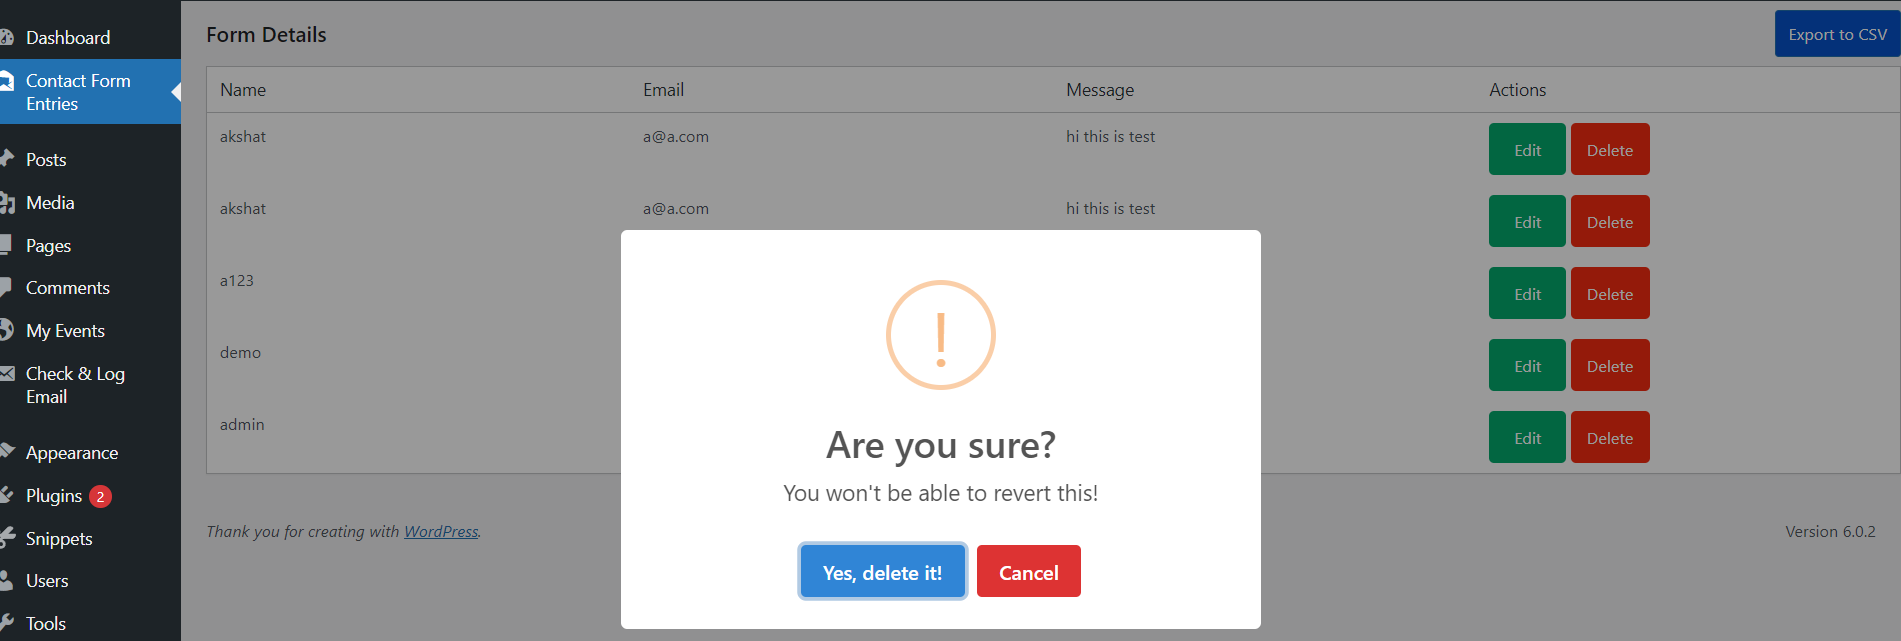 Dashboard
Contact Form
Entries
Posts
Media
Pages
Comments
My Events
Check & Log
Email
Appearance
Plugins 2
Snippets
Users
Tools
Form Details
Export to CSV
Name Email Message Actions
akshat a@a.com hi this is test Edit Delete
akshat a@a.com hi this is test Edit Delete
a123 Edit Delete
demo Edit Delete
admin Edit Delete
!
Are you sure?
You won't be able to revert this!
Yes, delete it! Cancel
Thank you for creating with WordPress.
Version 6.0.2